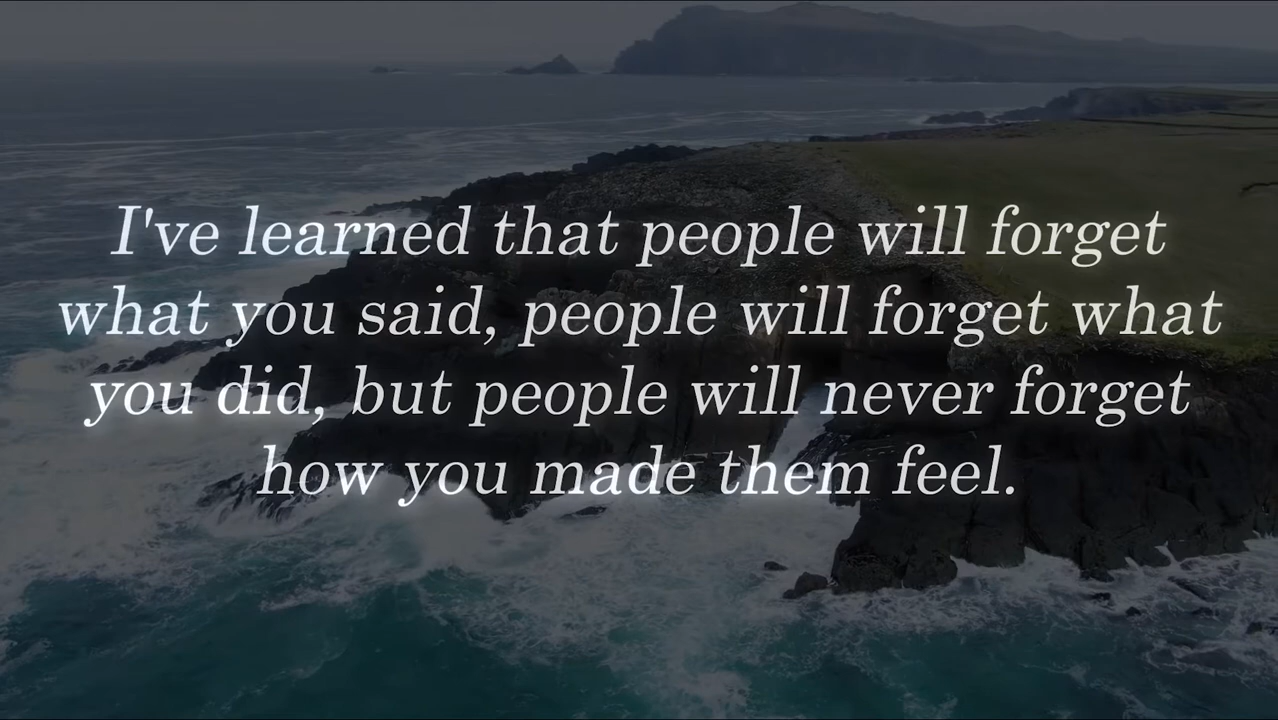 I've learned that people will forget
what you said, people will forget what
you did, but people will never forget
how you made them feel.